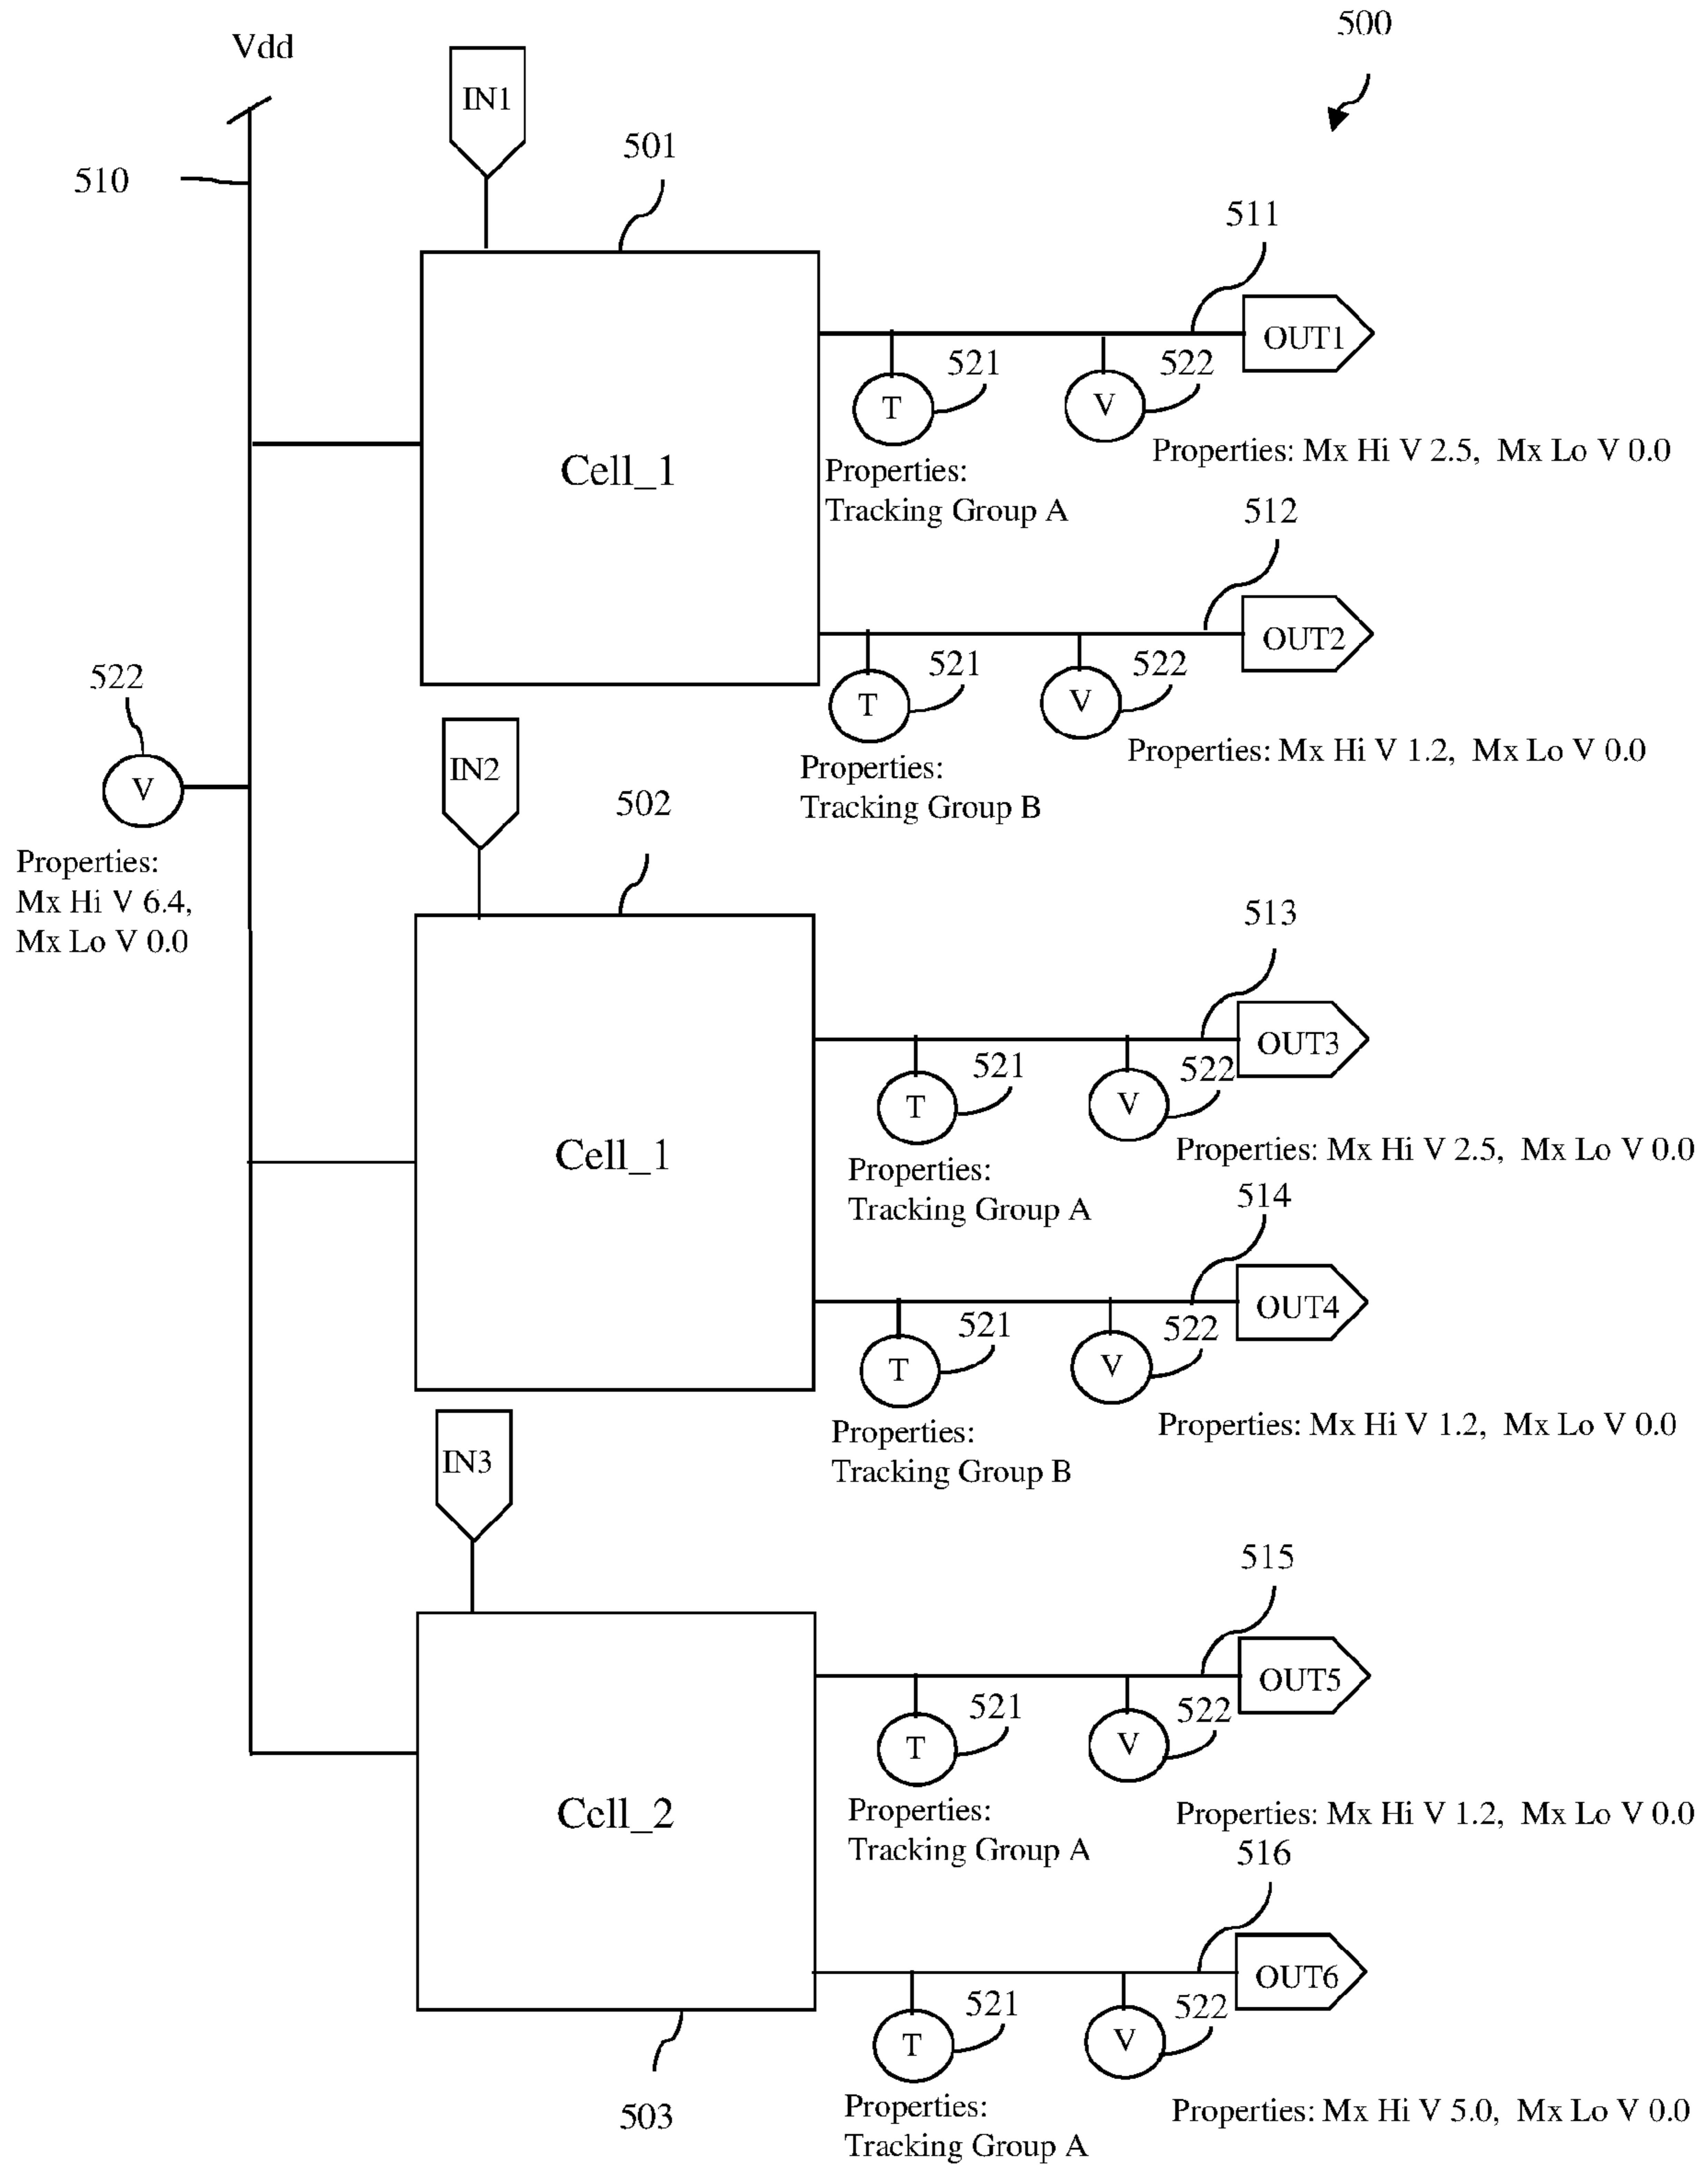 500
Vdd
IN1
510
501
511
OUT1
521
522
T
V
Properties: Mx Hi V 2.5, Mx Lo V 0.0
Cell_1
Properties:
Tracking Group A
512
OUT2
521
522
522
T
V
Properties: Mx Hi V 1.2, Mx Lo V 0.0
IN2
Properties:
Tracking Group B
V
502
Properties:
Mx Hi V 6.4,
Mx Lo V 0.0
513
OUT3
521
522
T
V
Properties: Mx Hi V 2.5, Mx Lo V 0.0
Cell_1
Properties:
Tracking Group A
514
OUT4
521
522
T
V
Properties: Mx Hi V 1.2, Mx Lo V 0.0
Properties:
Tracking Group B
IN3
515
OUT5
521
522
T
V
Cell_2
Properties:
Tracking Group A
Properties: Mx Hi V 1.2, Mx Lo V 0.0
516
OUT6
521
522
T
V
503
Properties:
Tracking Group A
Properties: Mx Hi V 5.0, Mx Lo V 0.0